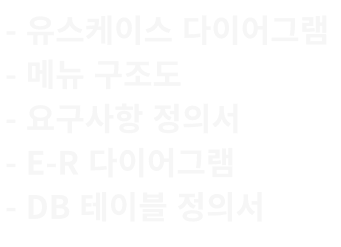 - 유스케이스 다이어그램
- 메뉴 구조도
- 요구사항 정의서
- E-R 다이어그램
- DB 테이블 정의서